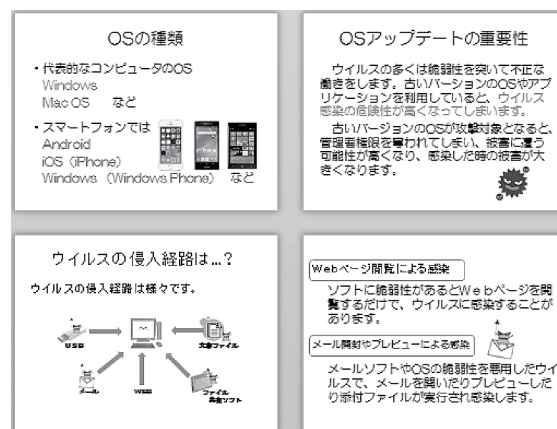 OSの種類
・代表的なコンピュータのOS
Windows
Mac OS など
・スマートフォンでは
Android
iOS（iPhone）
Windows（Windows Phone） など
OSアップデートの重要性
ウイルスの多くは脆弱性を突いて不正な
働きをします。古いバーションのOSやアプ
リケーションを利用していると、ウイルス
感染の危険性が高くなってしまいます。
古いバージョンのOSが攻撃対象となると、
管理者権限を奪われてしまい、被害に遭う
可能性が高くなり、感染した時の被害が大
きくなります。
ウイルスの侵入経路は…？
ウイルスの侵入経路は様々です。
USB
文書ファイル
メール
WEB
ファイル
共有ソフト
Webページ閲覧による感染
ソフトに脆弱性があるとWebページを閲
覧するだけで、ウイルスに感染することが
あります。
メール開封やプレビューによる感染
メールソフトやOSの脆弱性を悪用したウイ
ルスで、メールを開いたりプレビューした
り添付ファイルが実行され感染します。